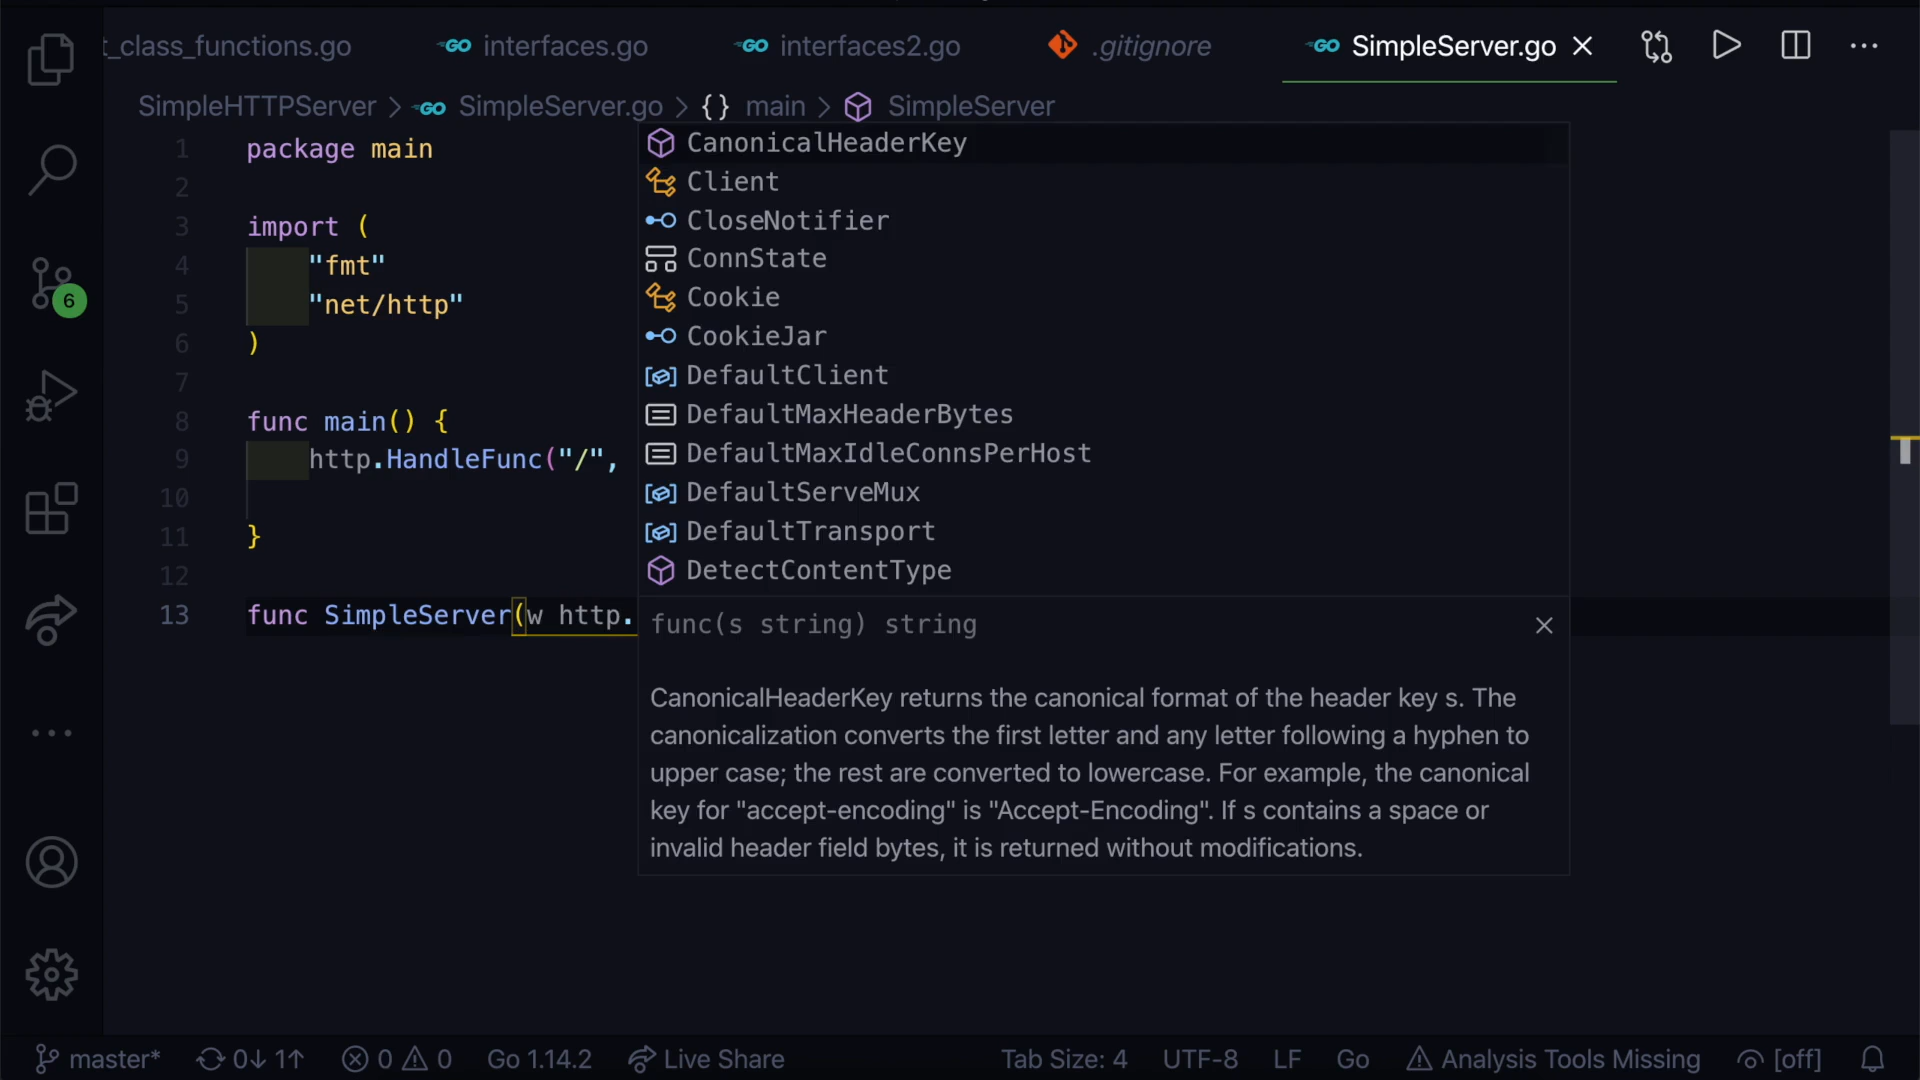 t_class_functions.go
GO interfaces.go
GO interfaces2.go
.gitignore
GO SimpleServer.go
SimpleHTTPServer > GO SimpleServer.go > {} main > SimpleServer
1 package main
2
3 import (
4 "fmt"
5 "net/http"
6 )
7
8 func main() {
9 http.HandleFunc("/",
10
11 }
12
13 func SimpleServer(w http.
CanonicalHeaderKey
Client
CloseNotifier
ConnState
Cookie
CookieJar
DefaultClient
DefaultMaxHeaderBytes
DefaultMaxIdleConnsPerHost
DefaultServeMux
DefaultTransport
DetectContentType
func(s string) string
CanonicalHeaderKey returns the canonical format of the header key s. The
canonicalization converts the first letter and any letter following a hyphen to
upper case; the rest are converted to lowercase. For example, the canonical
key for "accept-encoding" is "Accept-Encoding". If s contains a space or
invalid header field bytes, it is returned without modifications.
6
master* 0↓ 1↑ 0 0 Go 1.14.2 Live Share Tab Size: 4 UTF-8 LF Go Analysis Tools Missing [off]